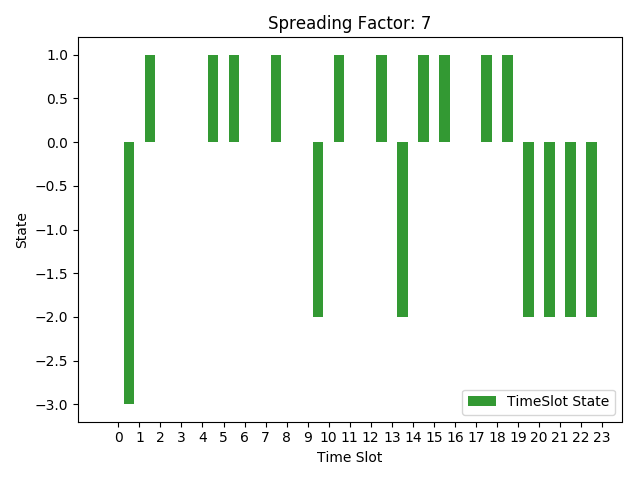 Spreading Factor: 7
1.0
0.5
0.0
−0.5
−1.0
−1.5
−2.0
−2.5
−3.0
State
TimeSlot State
0 1 2 3 4 5 6 7 8 9 10 11 12 13 14 15 16 17 18 19 20 21 22 23
Time Slot